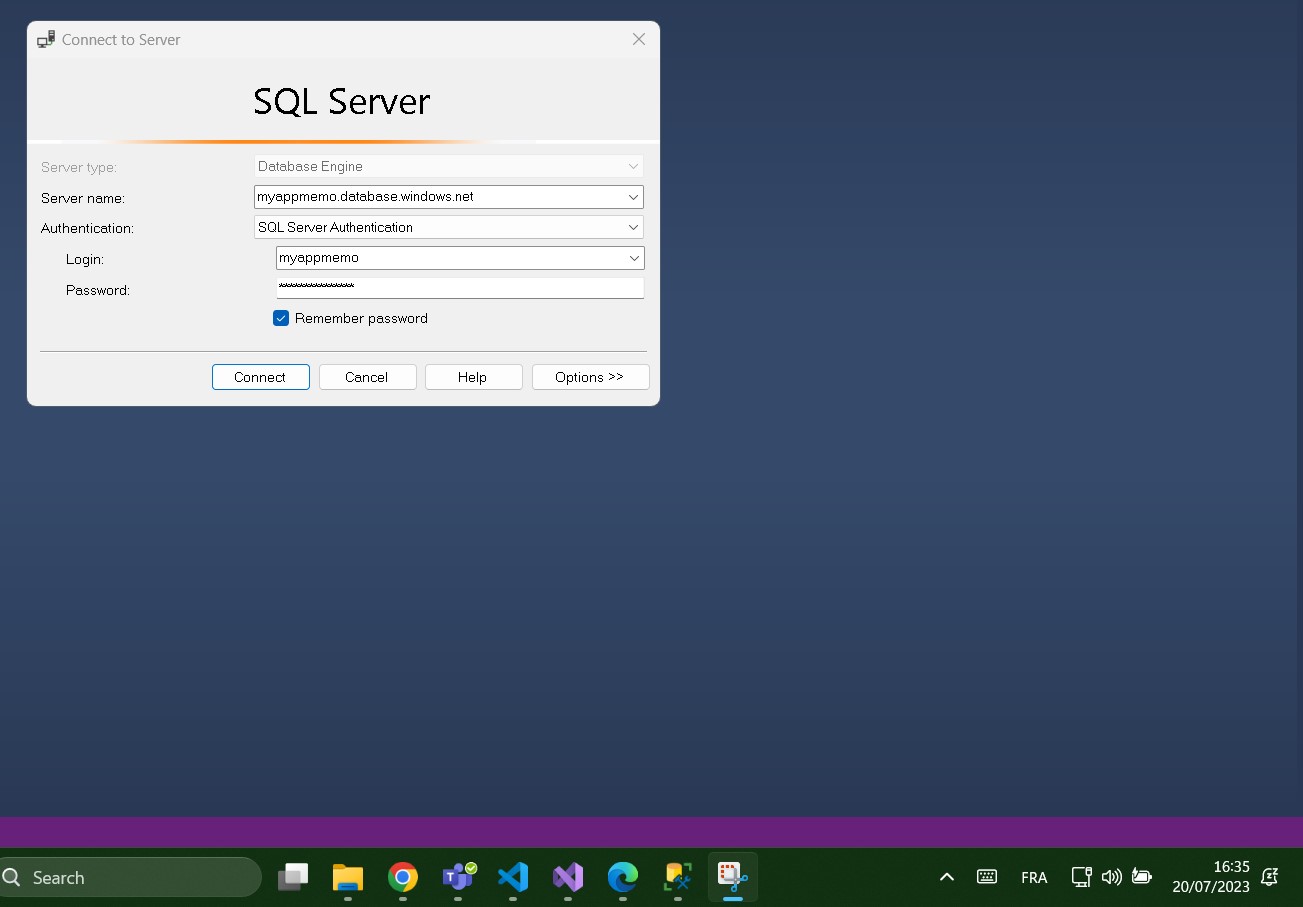 Connect to Server
SQL Server
Server type: Database Engine
Server name: myappmemo.database.windows.net
Authentication: SQL Server Authentication
Login: myappmemo
Password: ****************
Remember password
Connect Cancel Help Options >>
Search FRA 16:35
20/07/2023